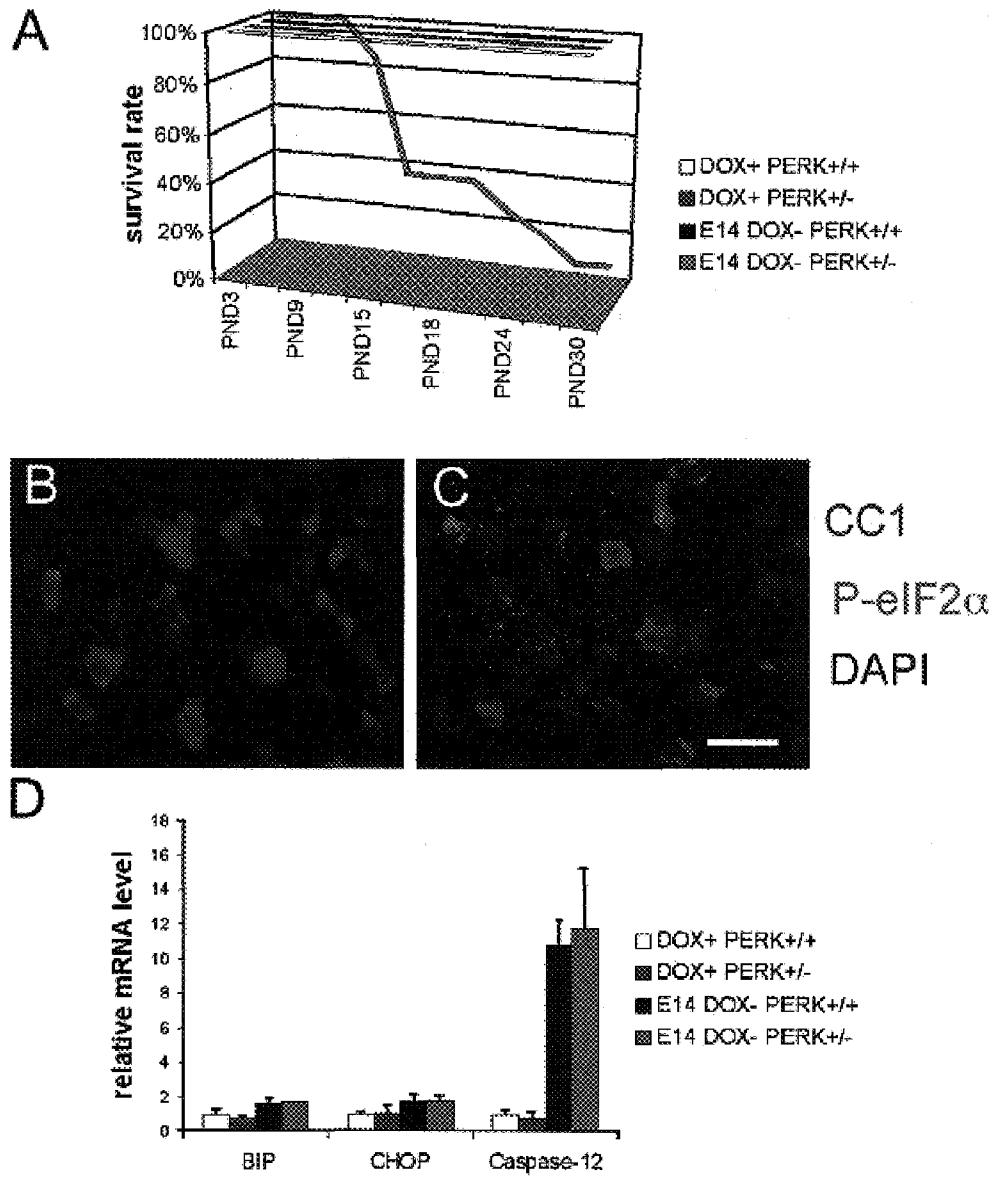 A
survival rate
100%
80%
60%
40%
20%
0%
PND3
PND9
PND15
PND18
PND24
PND30
DOX+ PERK+/+
DOX+ PERK+/-
E14 DOX- PERK+/+
E14 DOX- PERK+/-
B
C
CC1
P-eIF2α
DAPI
D
relative mRNA level
18
16
14
12
10
8
6
4
2
0
BIP
CHOP
Caspase-12
DOX+ PERK+/+
DOX+ PERK+/-
E14 DOX- PERK+/+
E14 DOX- PERK+/-